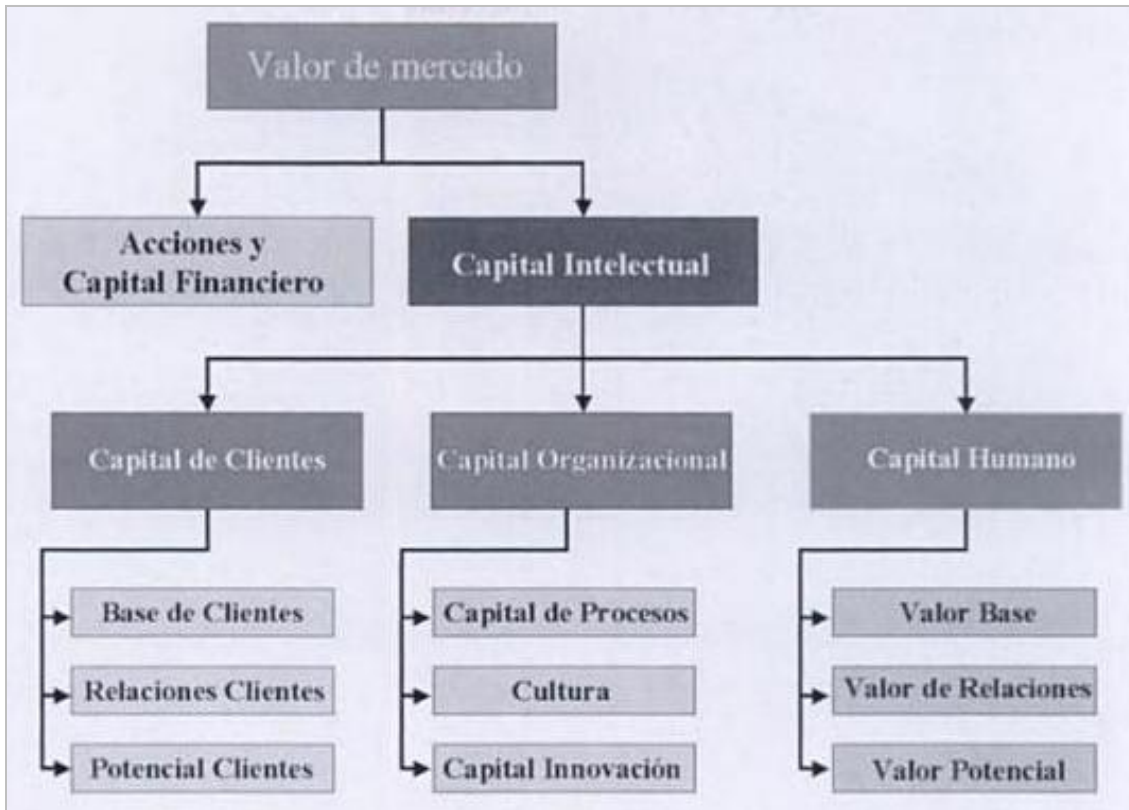 Valor de mercado
Acciones y
Capital Financiero
Capital Intelectual
Capital de Clientes
Capital Organizacional
Capital Humano
Base de Clientes
Capital de Procesos
Valor Base
Relaciones Clientes
Cultura
Valor de Relaciones
Potencial Clientes
Capital Innovación
Valor Potencial